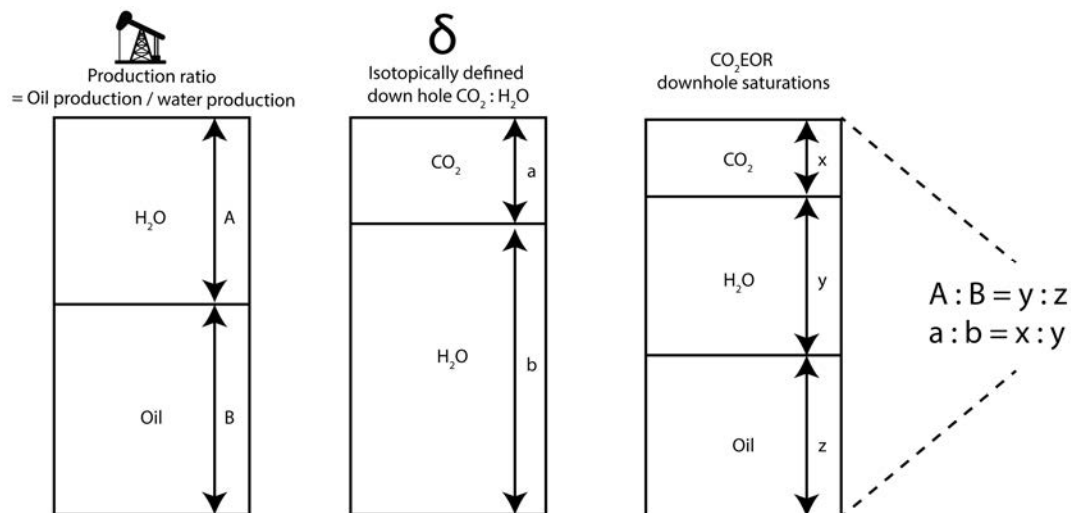 Production ratio
= Oil production / water production
H₂O
A
Oil
B
δ
Isotopically defined
down hole CO₂ : H₂O
CO₂
a
H₂O
b
CO₂EOR
downhole saturations
CO₂
x
H₂O
y
Oil
z
A : B = y : z
a : b = x : y